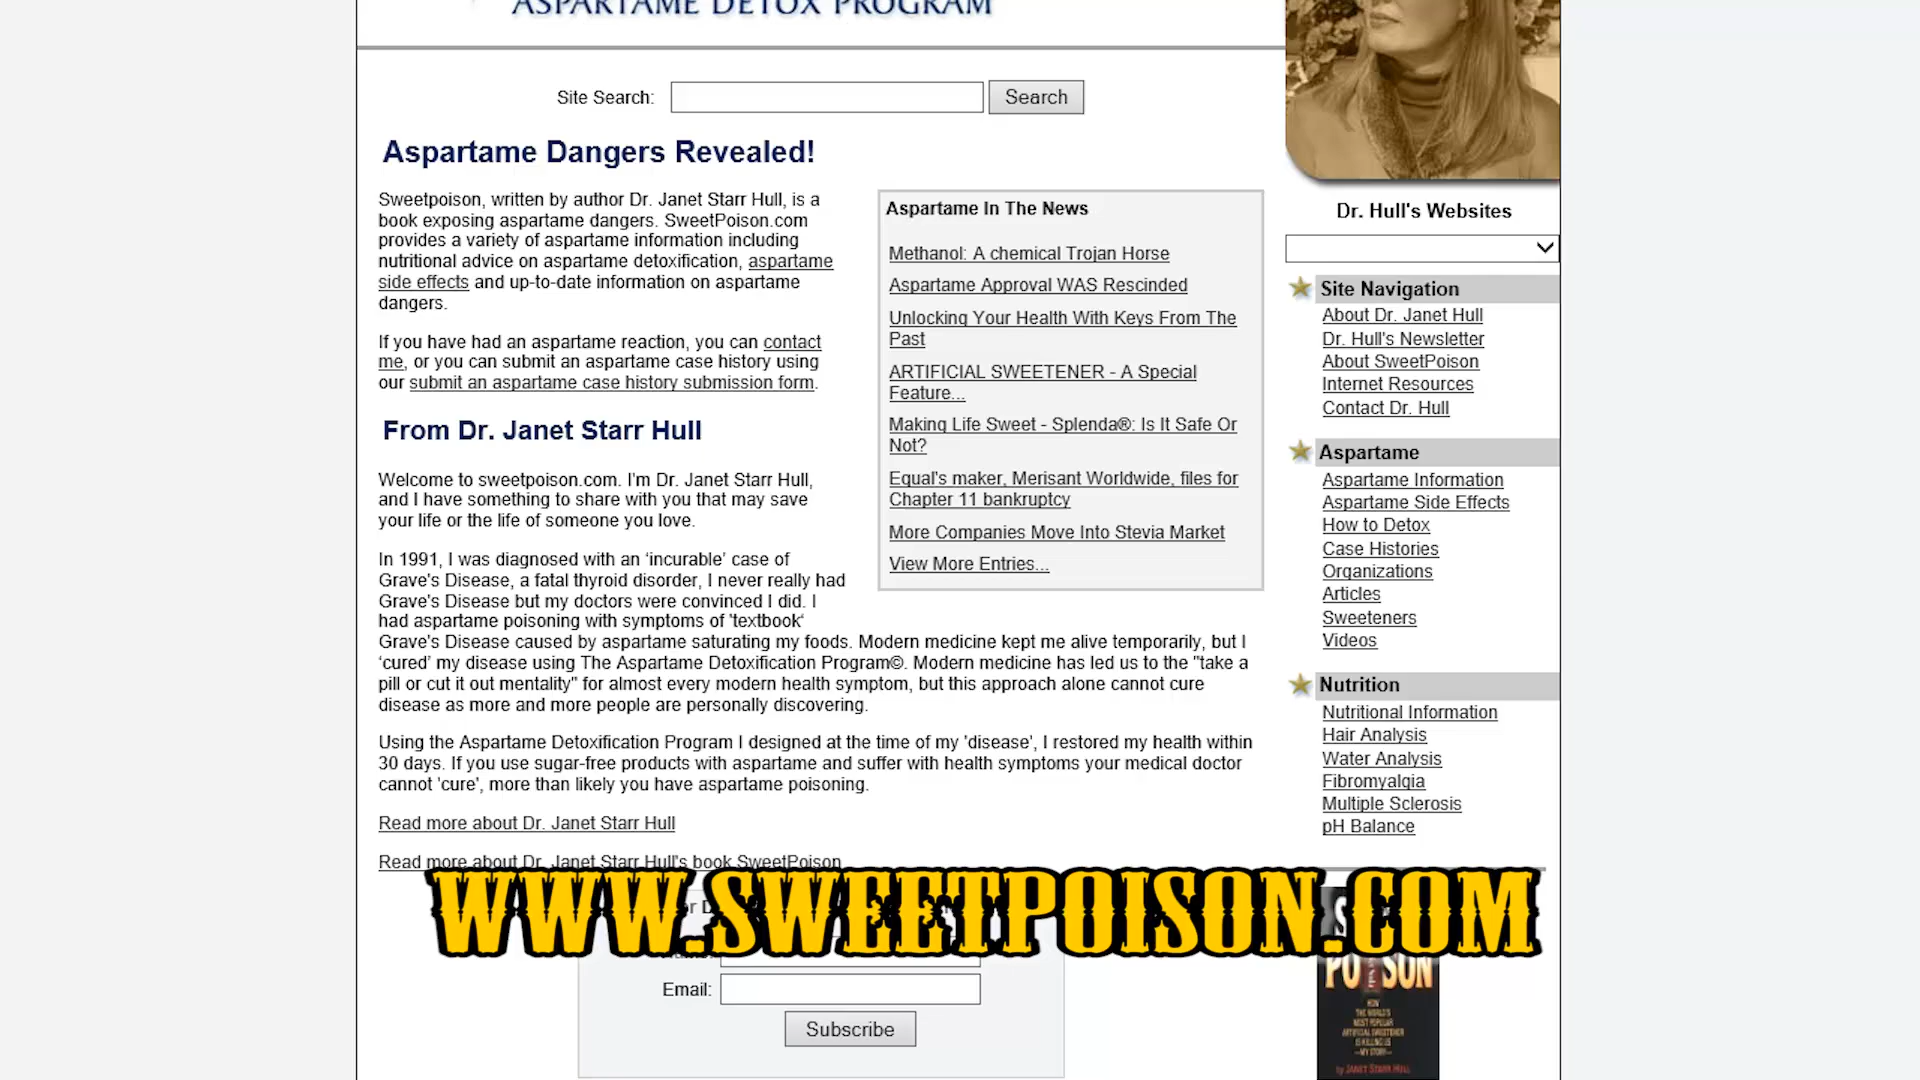 ASPARTAME DETOX PROGRAM
Site Search:
Search
Aspartame Dangers Revealed!
Sweetpoison, written by author Dr. Janet Starr Hull, is a
book exposing aspartame dangers. SweetPoison.com
provides a variety of aspartame information including
nutritional advice on aspartame detoxification, aspartame
side effects and up-to-date information on aspartame
dangers.
If you have had an aspartame reaction, you can contact
me, or you can submit an aspartame case history using
our submit an aspartame case history submission form.
From Dr. Janet Starr Hull
Welcome to sweetpoison.com. I'm Dr. Janet Starr Hull,
and I have something to share with you that may save
your life or the life of someone you love.
In 1991, I was diagnosed with an ‘incurable’ case of
Grave's Disease, a fatal thyroid disorder, I never really had
Grave's Disease but my doctors were convinced I did. I
had aspartame poisoning with symptoms of 'textbook‘
Grave's Disease caused by aspartame saturating my foods. Modern medicine kept me alive temporarily, but I
‘cured’ my disease using The Aspartame Detoxification Program©. Modern medicine has led us to the "take a
pill or cut it out mentality" for almost every modern health symptom, but this approach alone cannot cure
disease as more and more people are personally discovering.
Using the Aspartame Detoxification Program I designed at the time of my 'disease', I restored my health within
30 days. If you use sugar-free products with aspartame and suffer with health symptoms your medical doctor
cannot 'cure', more than likely you have aspartame poisoning.
Read more about Dr. Janet Starr Hull
Read more about Dr. Janet Starr Hull's book SweetPoison
Aspartame In The News
Methanol: A chemical Trojan Horse
Aspartame Approval WAS Rescinded
Unlocking Your Health With Keys From The
Past
ARTIFICIAL SWEETENER - A Special
Feature...
Making Life Sweet - Splenda®: Is It Safe Or
Not?
Equal's maker, Merisant Worldwide, files for
Chapter 11 bankruptcy
More Companies Move Into Stevia Market
View More Entries...
Dr. Hull's Websites
Site Navigation
About Dr. Janet Hull
Dr. Hull's Newsletter
About SweetPoison
Internet Resources
Contact Dr. Hull
Aspartame
Aspartame Information
Aspartame Side Effects
How to Detox
Case Histories
Organizations
Articles
Sweeteners
Videos
Nutrition
Nutritional Information
Hair Analysis
Water Analysis
Fibromyalgia
Multiple Sclerosis
pH Balance
WWW.SWEETPOISON.COM
Email:
Subscribe
POISON
HOW
THE WORLD'S
MOST POPULAR
ARTIFICIAL SWEETENER
IS KILLING US
—MY STORY—
by JANET STARR HULL